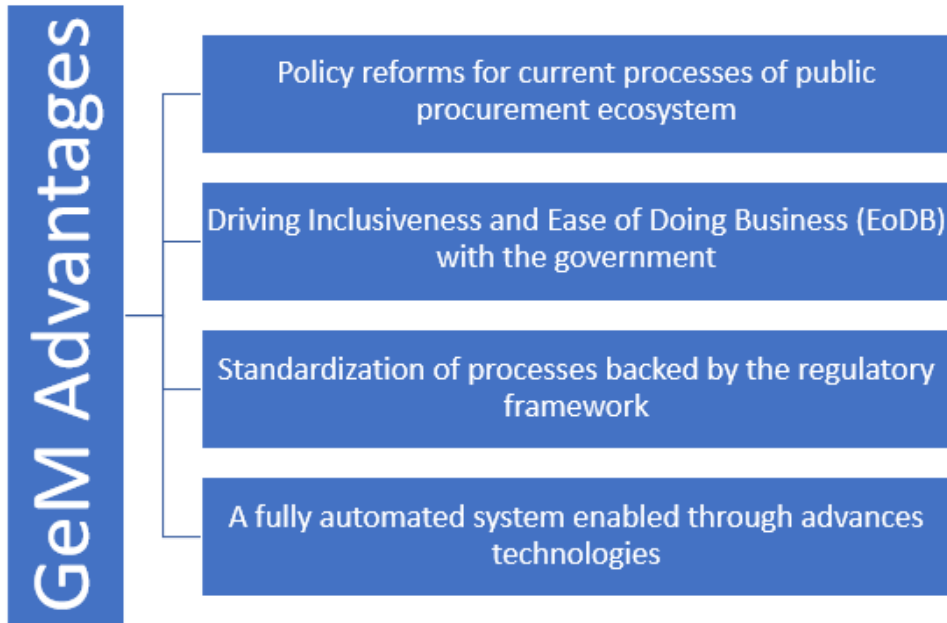 GeM Advantages
Policy reforms for current processes of public
procurement ecosystem
Driving Inclusiveness and Ease of Doing Business (EoDB)
with the government
Standardization of processes backed by the regulatory
framework
A fully automated system enabled through advances
technologies